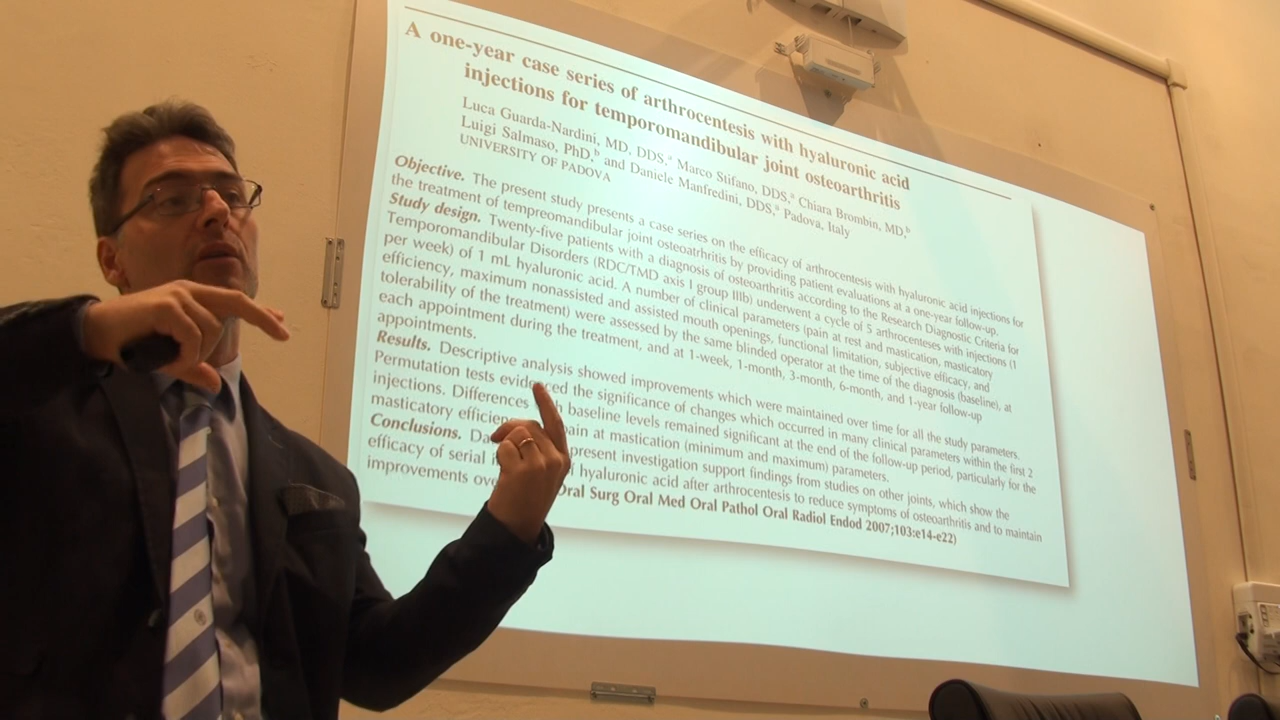 A one-year case series of arthrocentesis with hyaluronic acid
injections for temporomandibular joint osteoarthritis
Luca Guarda-Nardini, MD, DDS,a Marco Stifano, DDS,a Chiara Brombin, MD,b
Luigi Salmaso, PhD,b and Daniele Manfredini, DDS,a Padova, Italy
UNIVERSITY OF PADOVA
Objective. The present study presents a case series on the efficacy of arthrocentesis with hyaluronic acid injections for
the treatment of tempreomandibular joint osteoatrhritis by providing patient evaluations at a one-year follow-up.
Study design. Twenty-five patients with a diagnosis of osteoarthritis according to the Research Diagnostic Criteria for
Temporomandibular Disorders (RDC/TMD axis I group IIIb) underwent a cycle of 5 arthrocenteses with injections (1
per week) of 1 mL hyaluronic acid. A number of clinical parameters (pain at rest and mastication, masticatory
efficiency, maximum nonassisted and assisted mouth openings, functional limitation, subjective efficacy, and
tolerability of the treatment) were assessed by the same blinded operator at the time of the diagnosis (baseline), at
each appointment during the treatment, and at 1-week, 1-month, 3-month, 6-month, and 1-year follow-up
appointments.
Results. Descriptive analysis showed improvements which were maintained over time for all the study parameters.
Permutation tests evidenced the significance of changes which occurred in many clinical parameters within the first 2
injections. Differences with baseline levels remained significant at the end of the follow-up period, particularly for the
masticatory efficien pain at mastication (minimum and maximum) parameters.
Conclusions. Da present investigation support findings from studies on other joints, which show the
efficacy of serial hyaluronic acid after arthrocentesis to reduce symptoms of osteoarthritis and to maintain
improvements ove Oral Surg Oral Med Oral Pathol Oral Radiol Endod 2007;103:e14-e22)